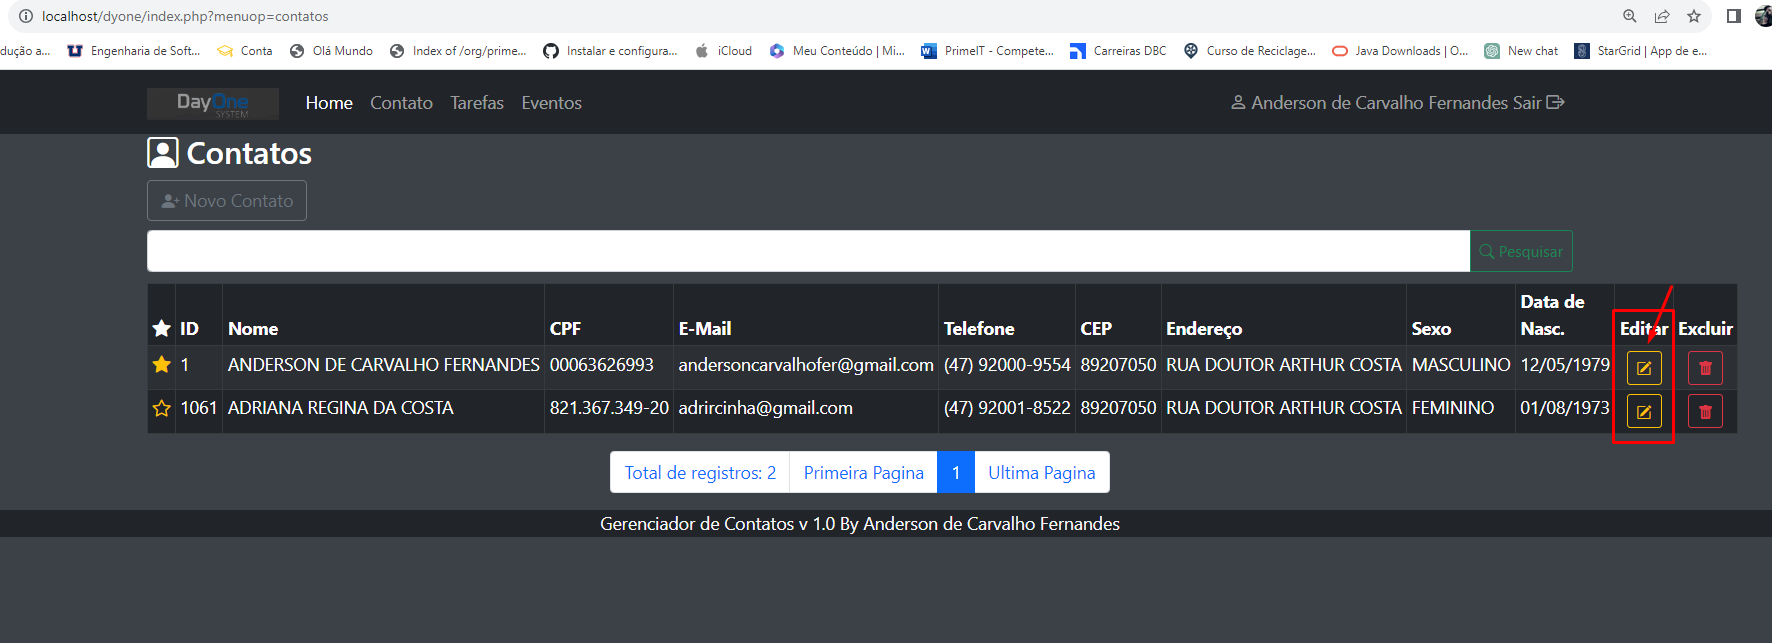 localhost/dyone/index.php?menuop=contatos
dução a... Engenharia de Soft... Conta Olá Mundo Index of /org/prime... Instalar e configura... iCloud Meu Conteúdo | Mi... PrimeIT - Compete... Carreiras DBC Curso de Reciclage... Java Downloads | O... New chat StarGrid | App de e...
DayOne SYSTEM Home Contato Tarefas Eventos Anderson de Carvalho Fernandes Sair
Contatos
Novo Contato
Pesquisar
ID Nome CPF E-Mail Telefone CEP Endereço Sexo Data de Nasc. Editar Excluir
1 ANDERSON DE CARVALHO FERNANDES 00063626993 andersoncarvalhofer@gmail.com (47) 92000-9554 89207050 RUA DOUTOR ARTHUR COSTA MASCULINO 12/05/1979
1061 ADRIANA REGINA DA COSTA 821.367.349-20 adrircinha@gmail.com (47) 92001-8522 89207050 RUA DOUTOR ARTHUR COSTA FEMININO 01/08/1973
Total de registros: 2 Primeira Pagina 1 Ultima Pagina
Gerenciador de Contatos v 1.0 By Anderson de Carvalho Fernandes